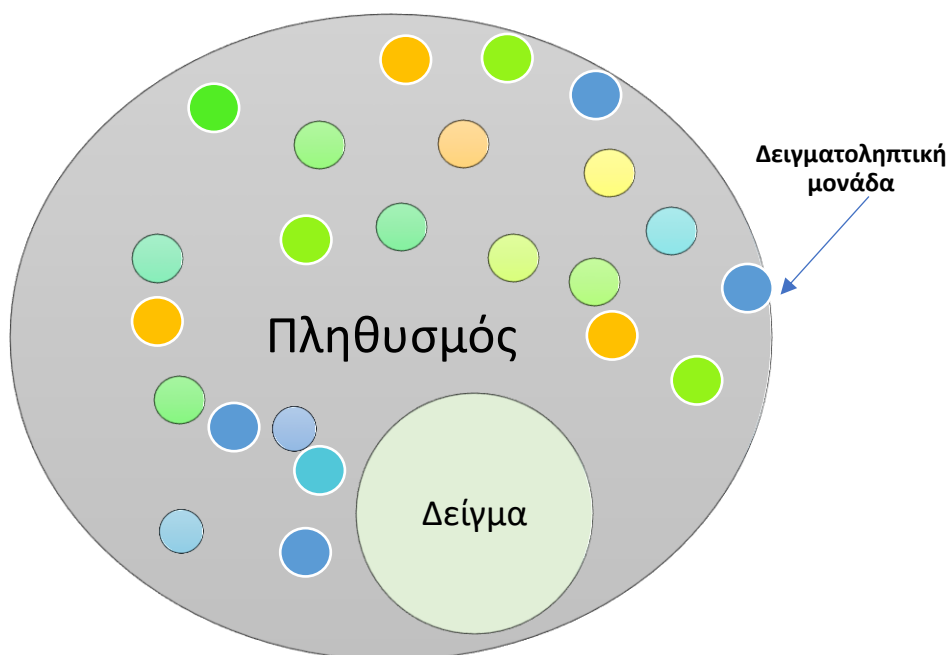 Δειγματοληπτική
μονάδα
Πληθυσμός
Δείγμα